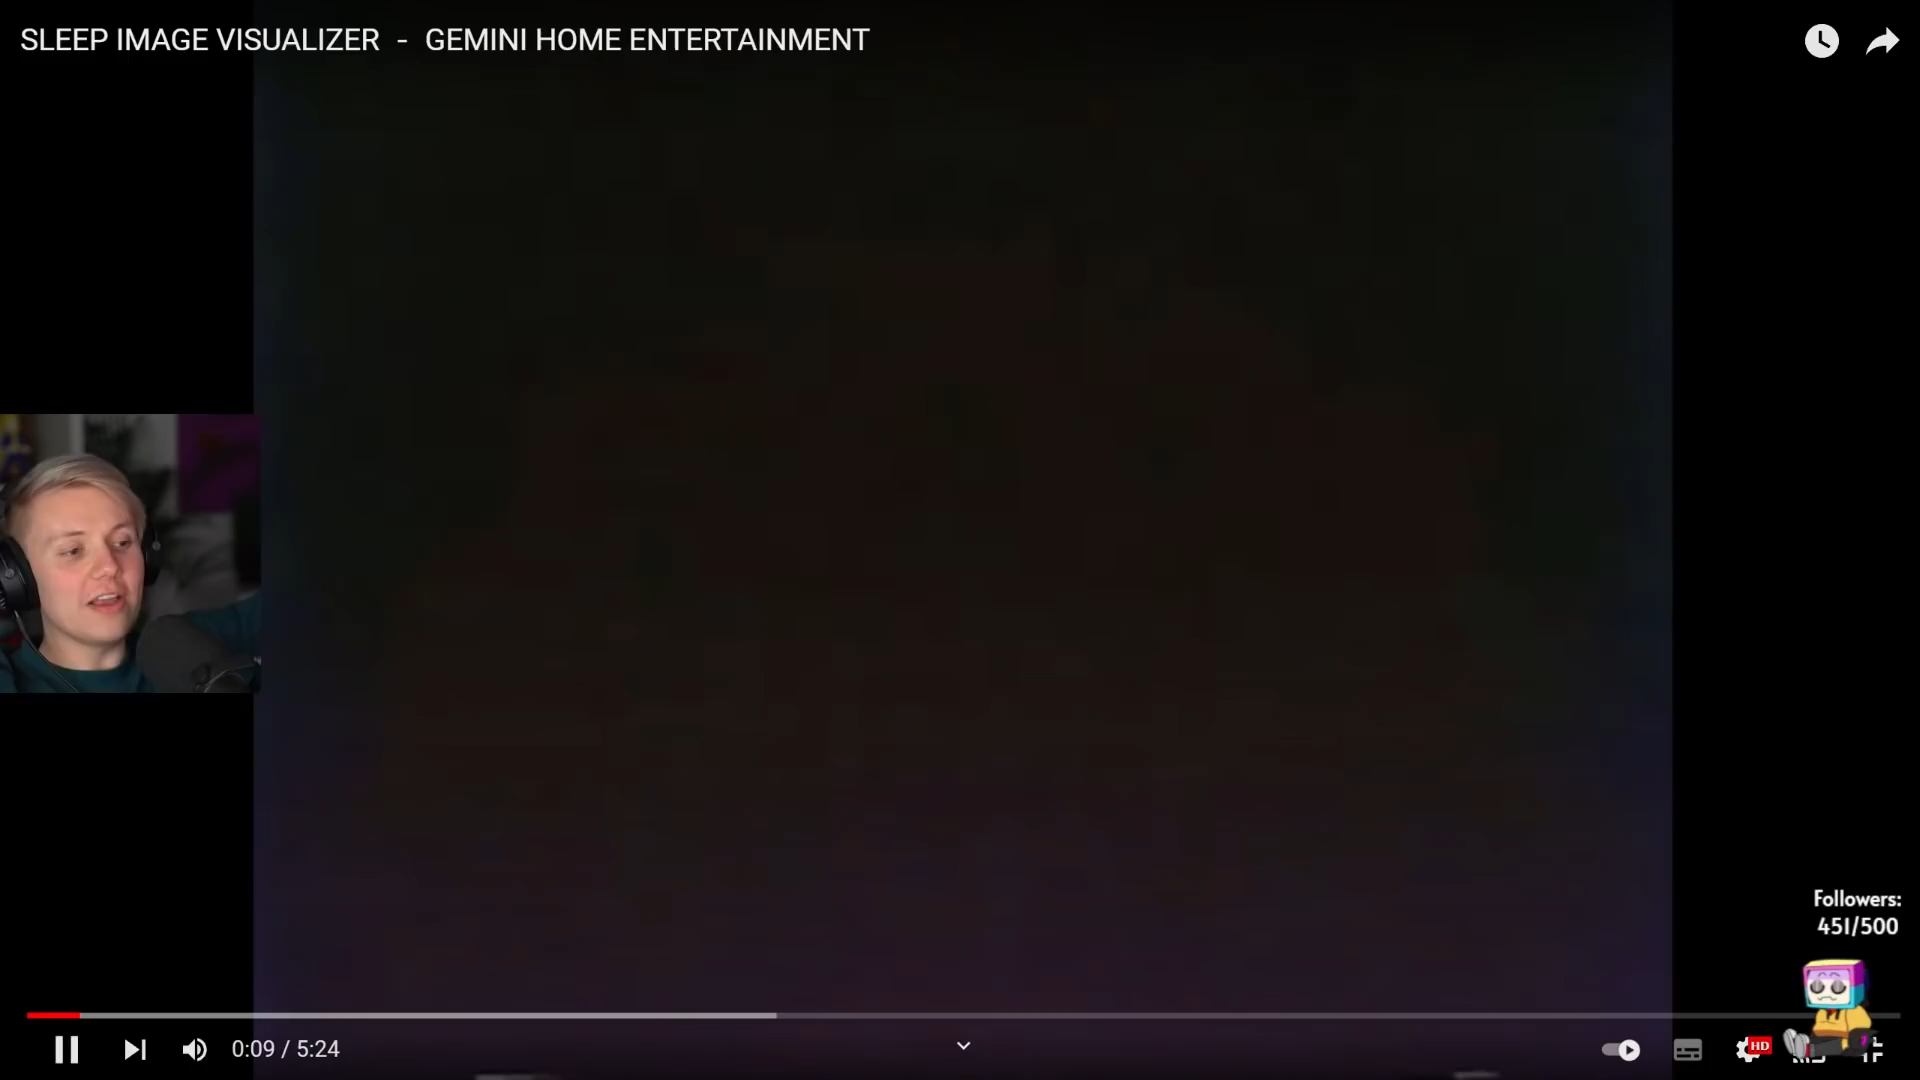 SLEEP IMAGE VISUALIZER - GEMINI HOME ENTERTAINMENT
Followers:
451/500
0:09 / 5:24
HD